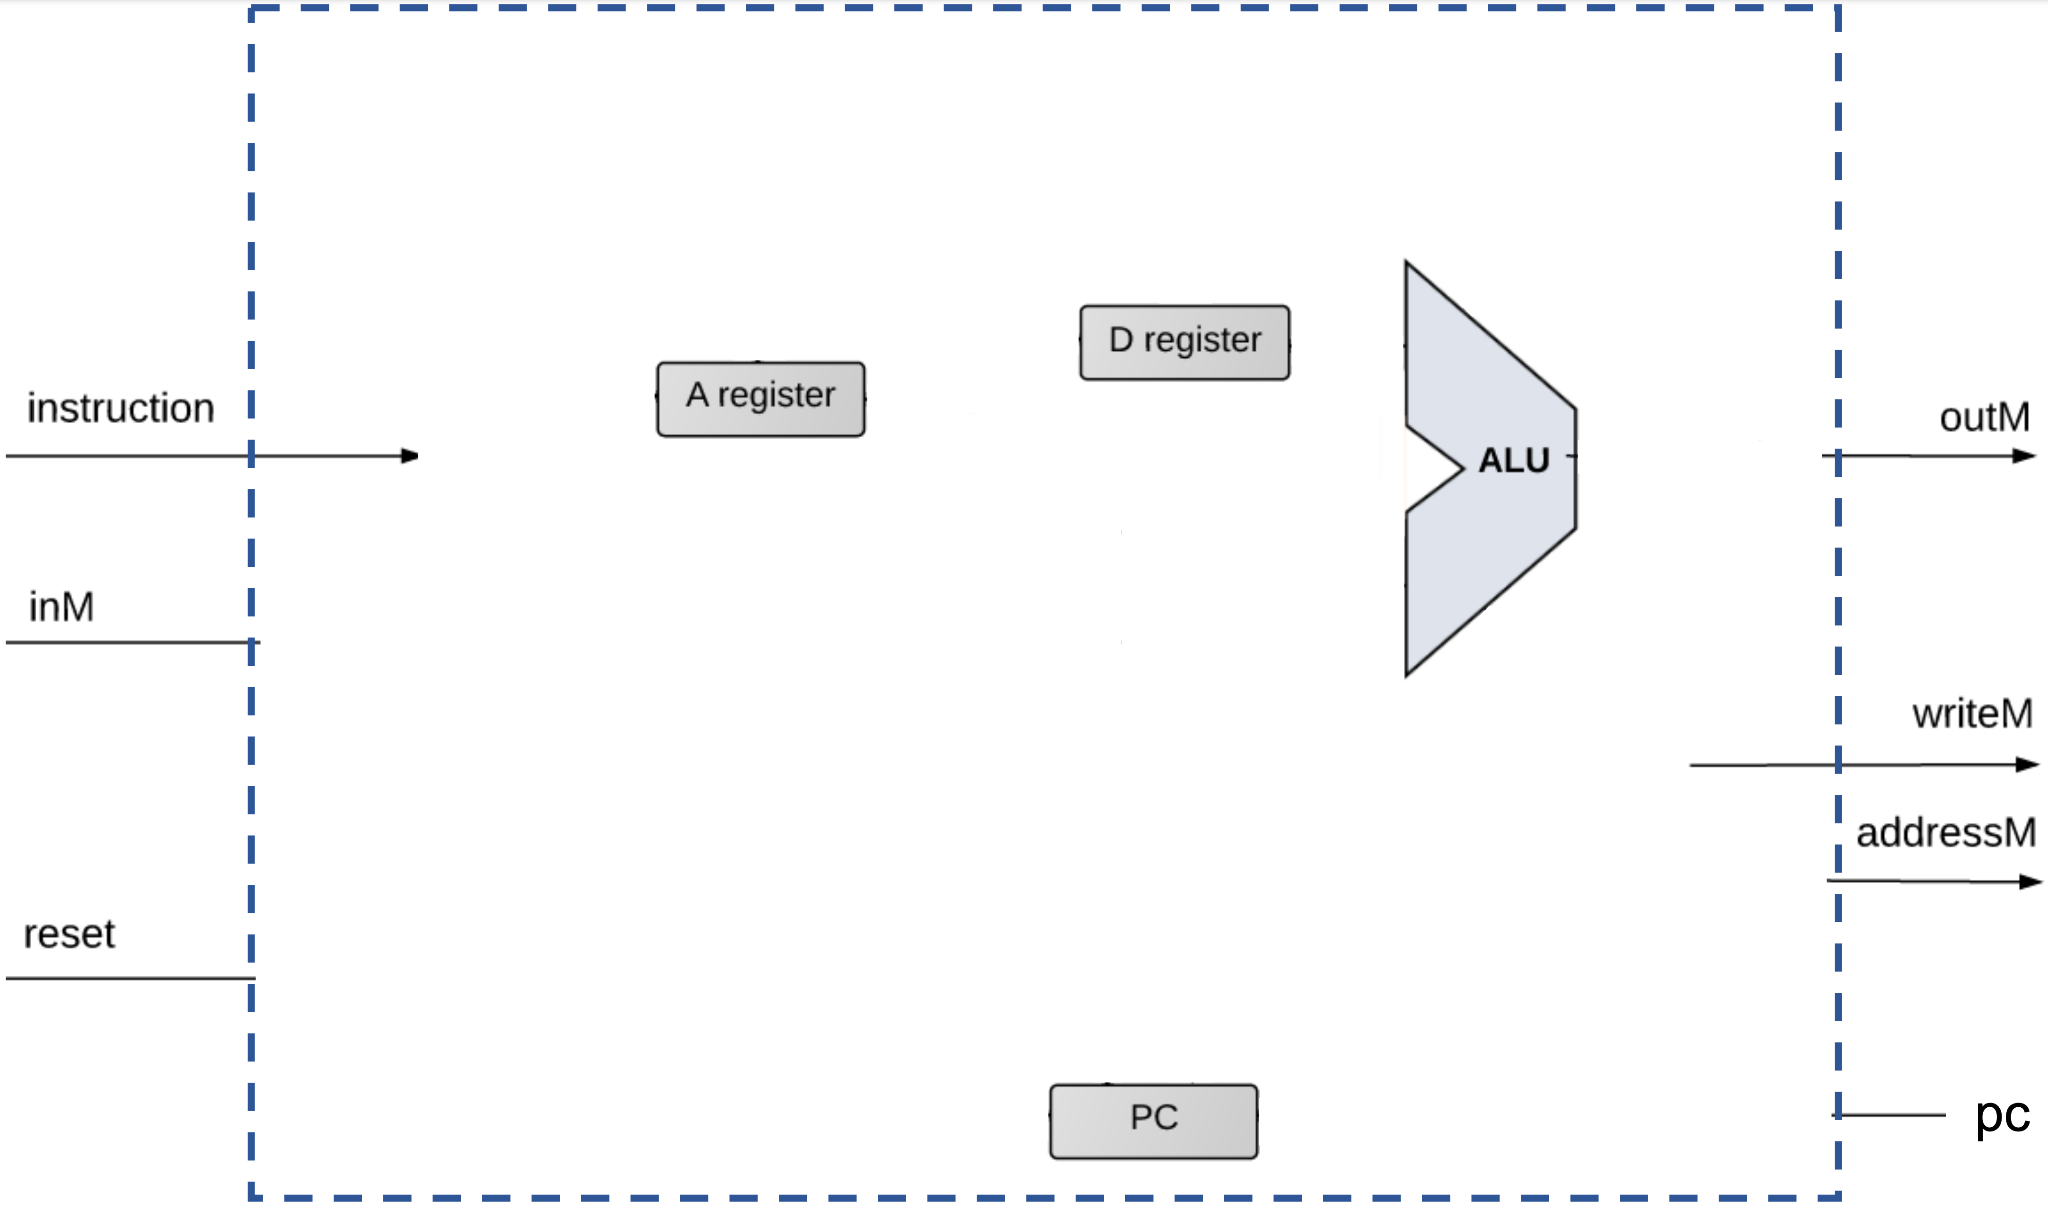 D register
A register
instruction
outM
ALU
inM
writeM
addressM
reset
PC
pc